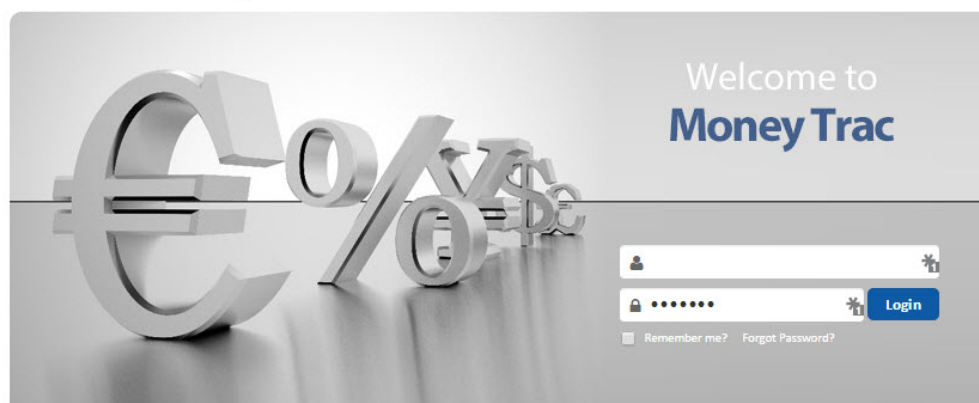 Welcome to
Money Trac
€ % ¥ $ €
•••••••
Login
Remember me? Forgot Password?